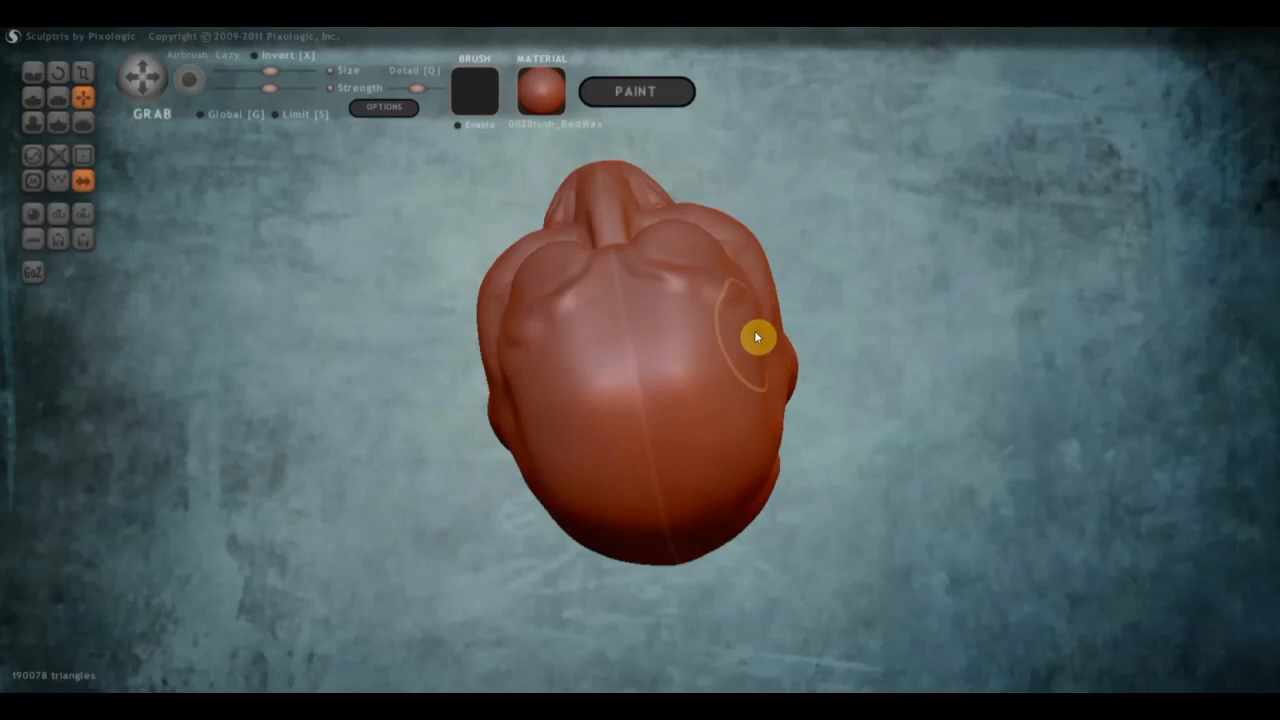 Sculptris by Pixologic Copyright © 2009-2011 Pixologic, Inc.
Airbrush Lazy Invert [X]
Size Detail [Q]
Strength
GRAB Global [G] Limit [S]
OPTIONS
BRUSH
Enable
MATERIAL
PAINT
GoZ
190078 triangles